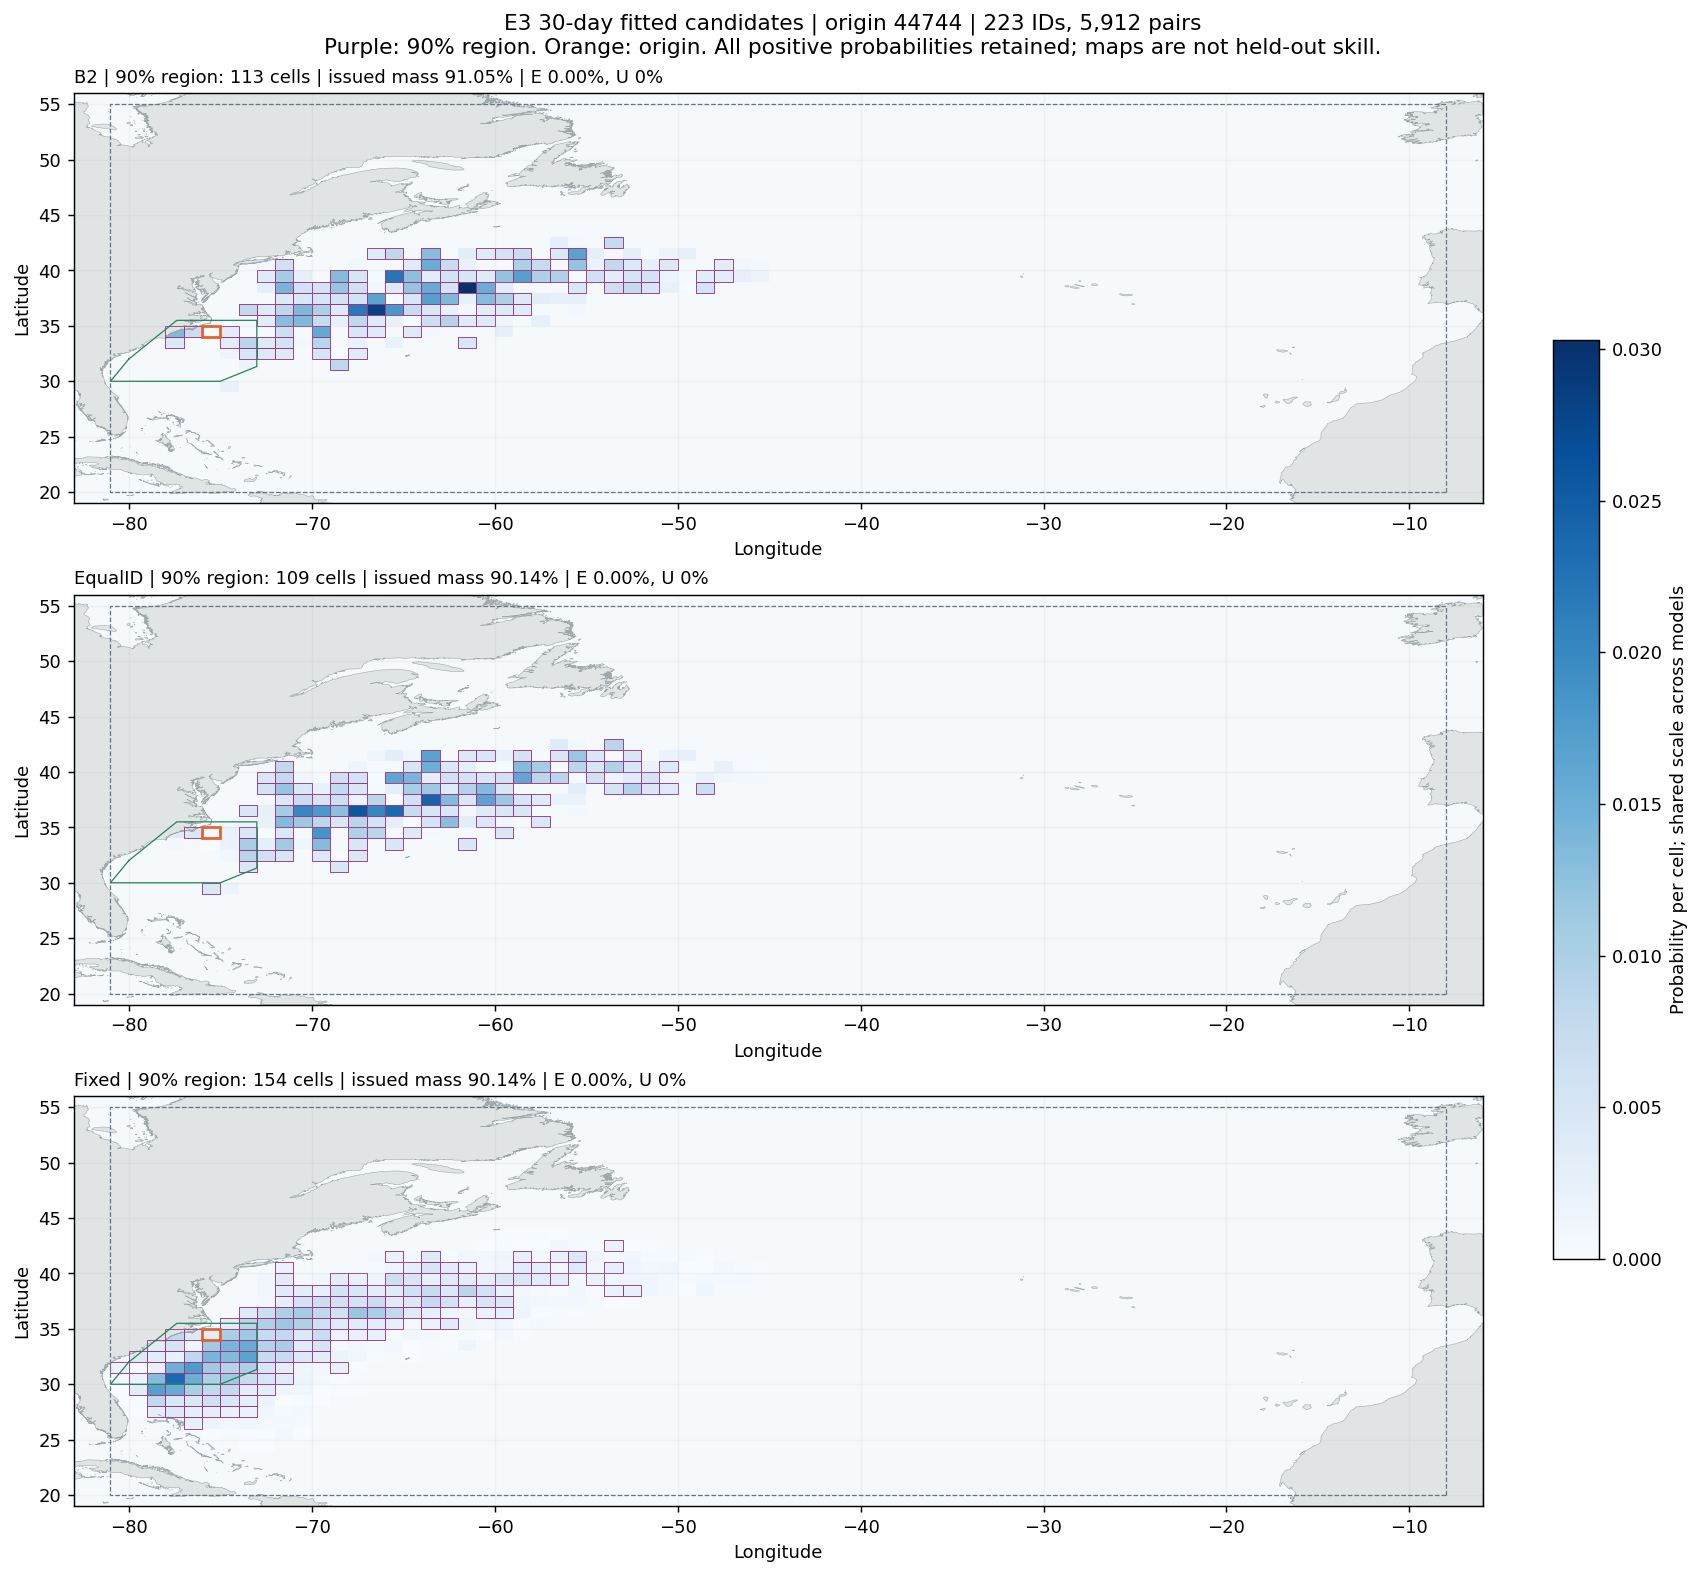 E3 30-day fitted candidates | origin 44744 | 223 IDs, 5,912 pairs
Purple: 90% region. Orange: origin. All positive probabilities retained; maps are not held-out skill.
B2 | 90% region: 113 cells | issued mass 91.05% | E 0.00%, U 0%
55
50
45
40
35
30
25
20
Latitude
−80 −70 −60 −50 −40 −30 −20 −10
Longitude
EqualID | 90% region: 109 cells | issued mass 90.14% | E 0.00%, U 0%
55
50
45
40
35
30
25
20
Latitude
−80 −70 −60 −50 −40 −30 −20 −10
Longitude
Fixed | 90% region: 154 cells | issued mass 90.14% | E 0.00%, U 0%
55
50
45
40
35
30
25
20
Latitude
−80 −70 −60 −50 −40 −30 −20 −10
Longitude
0.030
0.025
0.020
0.015
0.010
0.005
0.000
Probability per cell; shared scale across models